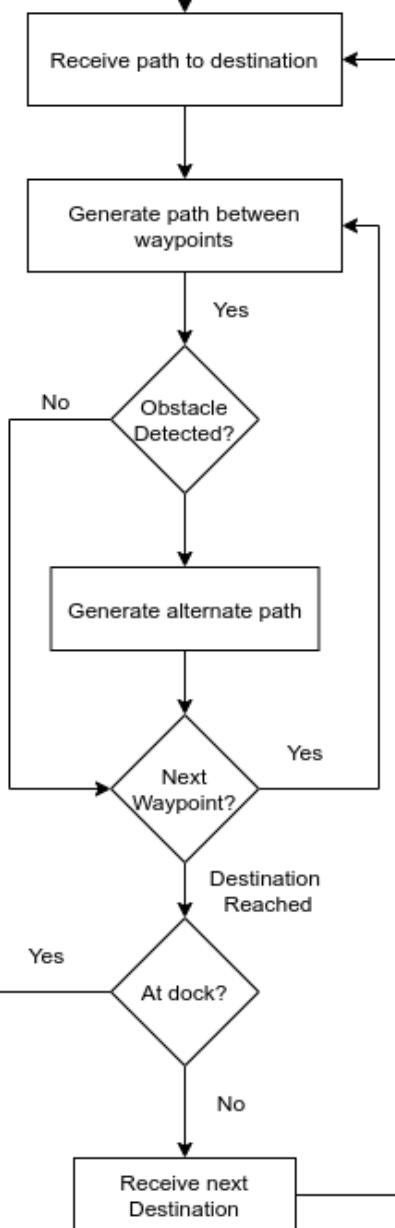 Receive path to destination
Generate path between
waypoints
Yes
No
Obstacle
Detected?
Generate alternate path
Yes
Next
Waypoint?
Destination
Reached
Yes
At dock?
No
Receive next
Destination